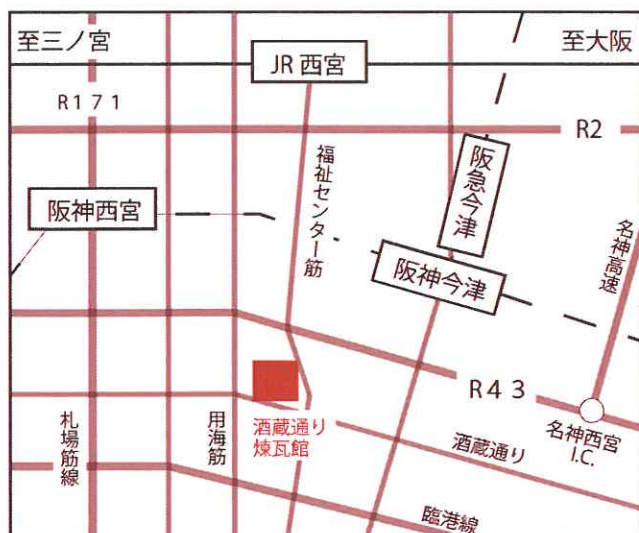 至三ノ宮
至大阪
JR 西宮
R171
R2
福祉センター筋
阪急今津
阪神西宮
名神高速
阪神今津
R43
名神西宮
I.C.
酒蔵通り
煉瓦館
札場筋線
用海筋
酒蔵通り
臨港線